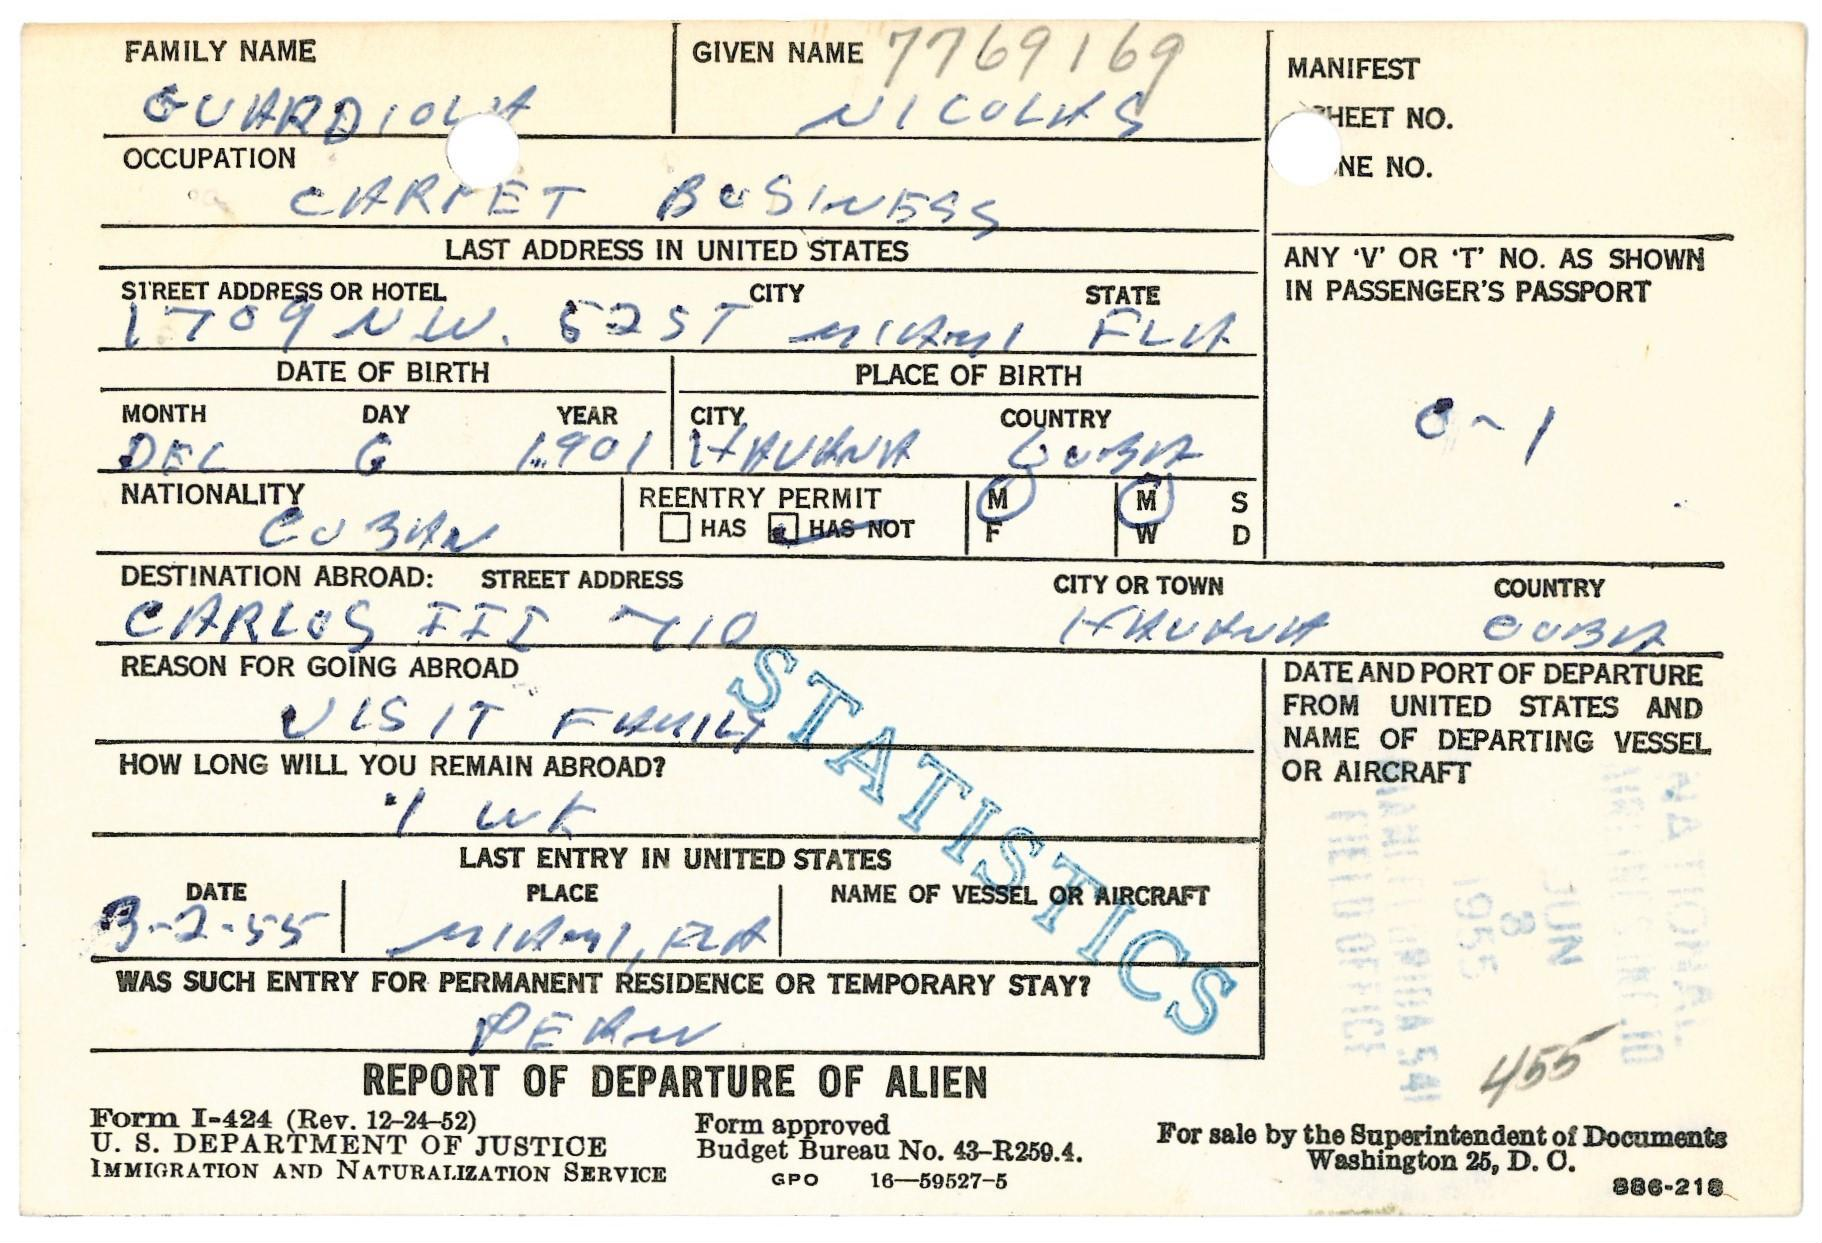 FAMILY NAME GIVEN NAME 7769169
GUARDIOLA NICOLAS
MANIFEST
SHEET NO.
NE NO.
OCCUPATION
CARPET BUSINESS
LAST ADDRESS IN UNITED STATES
STREET ADDRESS OR HOTEL CITY STATE
1709 N.W. 52 ST MIAMI FLA
ANY 'V' OR 'T' NO. AS SHOWN
IN PASSENGER'S PASSPORT
0-1
DATE OF BIRTH PLACE OF BIRTH
MONTH DAY YEAR CITY COUNTRY
DEC 6 1901 HAVANA CUBA
NATIONALITY REENTRY PERMIT M M S
CUBAN HAS HAS NOT F W D
DESTINATION ABROAD: STREET ADDRESS CITY OR TOWN COUNTRY
CARLOS III 710 HAVANA CUBA
REASON FOR GOING ABROAD
VISIT FAMILY
HOW LONG WILL YOU REMAIN ABROAD?
1 WK
STATISTICS
LAST ENTRY IN UNITED STATES
DATE PLACE NAME OF VESSEL OR AIRCRAFT
3-2-55 MIAMI, FLA
WAS SUCH ENTRY FOR PERMANENT RESIDENCE OR TEMPORARY STAY?
PERM
DATE AND PORT OF DEPARTURE
FROM UNITED STATES AND
NAME OF DEPARTING VESSEL
OR AIRCRAFT
NATIONAL
JUN 8 1955
FIELD OFFICE
455
REPORT OF DEPARTURE OF ALIEN
Form I-424 (Rev. 12-24-52)
U. S. DEPARTMENT OF JUSTICE
IMMIGRATION AND NATURALIZATION SERVICE
Form approved
Budget Bureau No. 43-R259.4.
GPO 16—59527-5
For sale by the Superintendent of Documents
Washington 25, D. C.
886-218